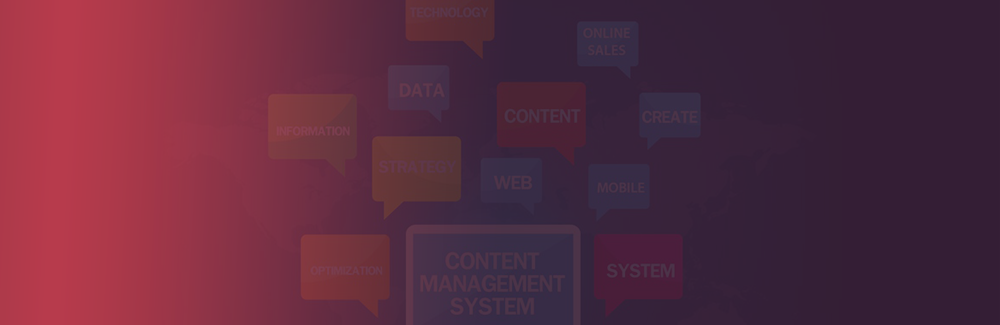 TECHNOLOGY
ONLINE
SALES
DATA
CONTENT
CREATE
INFORMATION
STRATEGY
WEB
MOBILE
OPTIMIZATION
CONTENT
MANAGEMENT
SYSTEM
SYSTEM